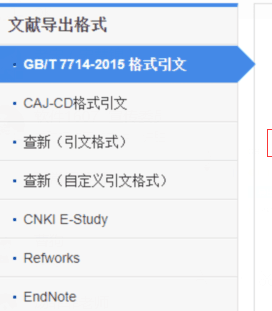 文献导出格式
GB/T 7714-2015 格式引文
CAJ-CD格式引文
查新（引文格式）
查新（自定义引文格式）
CNKI E-Study
Refworks
EndNote